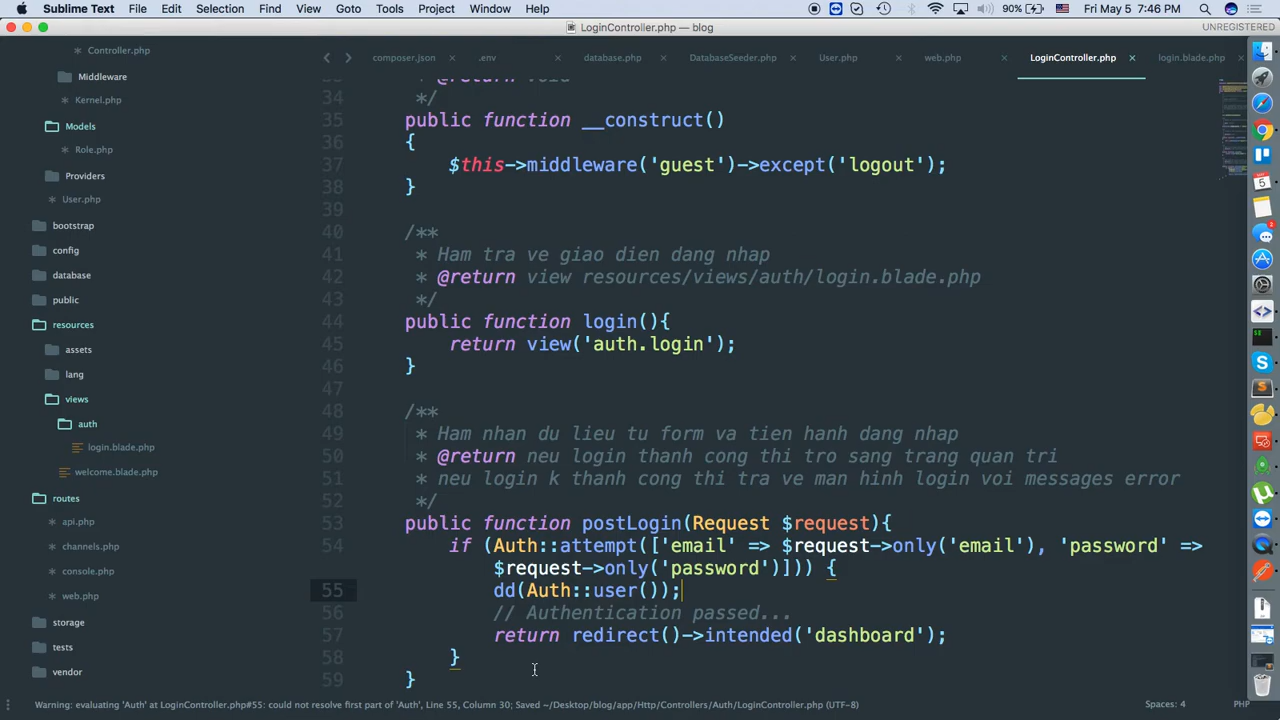 Sublime Text File Edit Selection Find View Goto Tools Project Window Help 90% Fri May 5 7:46 PM
LoginController.php — blog UNREGISTERED
Controller.php
Middleware
Kernel.php
Models
Role.php
Providers
User.php
bootstrap
config
database
public
resources
assets
lang
views
auth
login.blade.php
welcome.blade.php
routes
api.php
channels.php
console.php
web.php
storage
tests
vendor
composer.json .env database.php DatabaseSeeder.php User.php web.php LoginController.php login.blade.php
33 * @return void
34 */
35 public function __construct()
36 {
37 $this->middleware('guest')->except('logout');
38 }
39
40 /**
41 * Ham tra ve giao dien dang nhap
42 * @return view resources/views/auth/login.blade.php
43 */
44 public function login(){
45 return view('auth.login');
46 }
47
48 /**
49 * Ham nhan du lieu tu form va tien hanh dang nhap
50 * @return neu login thanh cong thi tro sang trang quan tri
51 neu login k thanh cong thi tra ve man hinh login voi messages error
52 */
53 public function postLogin(Request $request){
54 if (Auth::attempt(['email' => $request->only('email'), 'password' =>
$request->only('password')])) {
55 dd(Auth::user());
56 // Authentication passed...
57 return redirect()->intended('dashboard');
58 }
59 }
Warning: evaluating 'Auth' at LoginController.php#55: could not resolve first part of 'Auth', Line 55, Column 30; Saved ~/Desktop/blog/app/Http/Controllers/Auth/LoginController.php (UTF-8) Spaces: 4 PHP